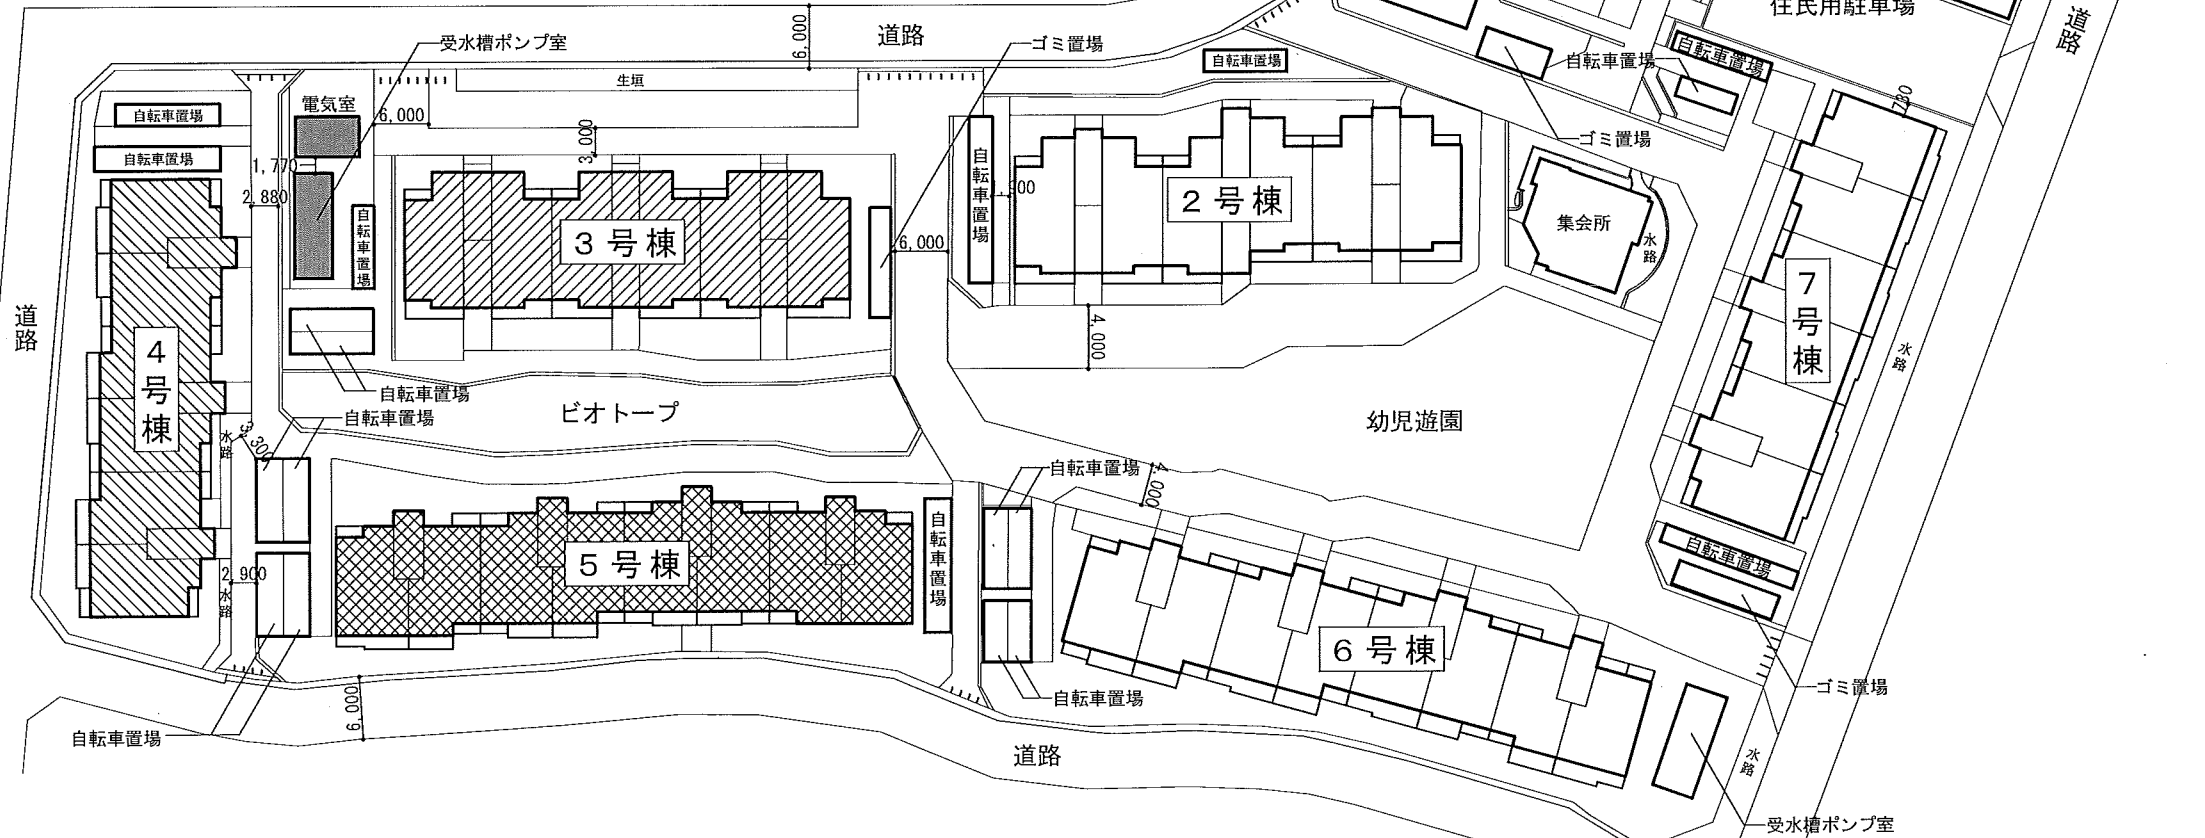 住民用駐車場
道路
道路
6,000
受水槽ポンプ室
ゴミ置場
自転車置場
自転車置場
自転車置場
生垣
電気室
6,000
3,000
自転車置場
自転車置場
1,770
2,880
自転車置場
3号棟
6,000
自転車置場
2号棟
ゴミ置場
集会所
水路
7号棟
水路
道路
4号棟
4,000
自転車置場
自転車置場
ビオトープ
幼児遊園
水路
3,300
自転車置場
4,000
5号棟
自転車置場
2,900
水路
自転車置場
6号棟
ゴミ置場
自転車置場
6,000
自転車置場
道路
水路
受水槽ポンプ室